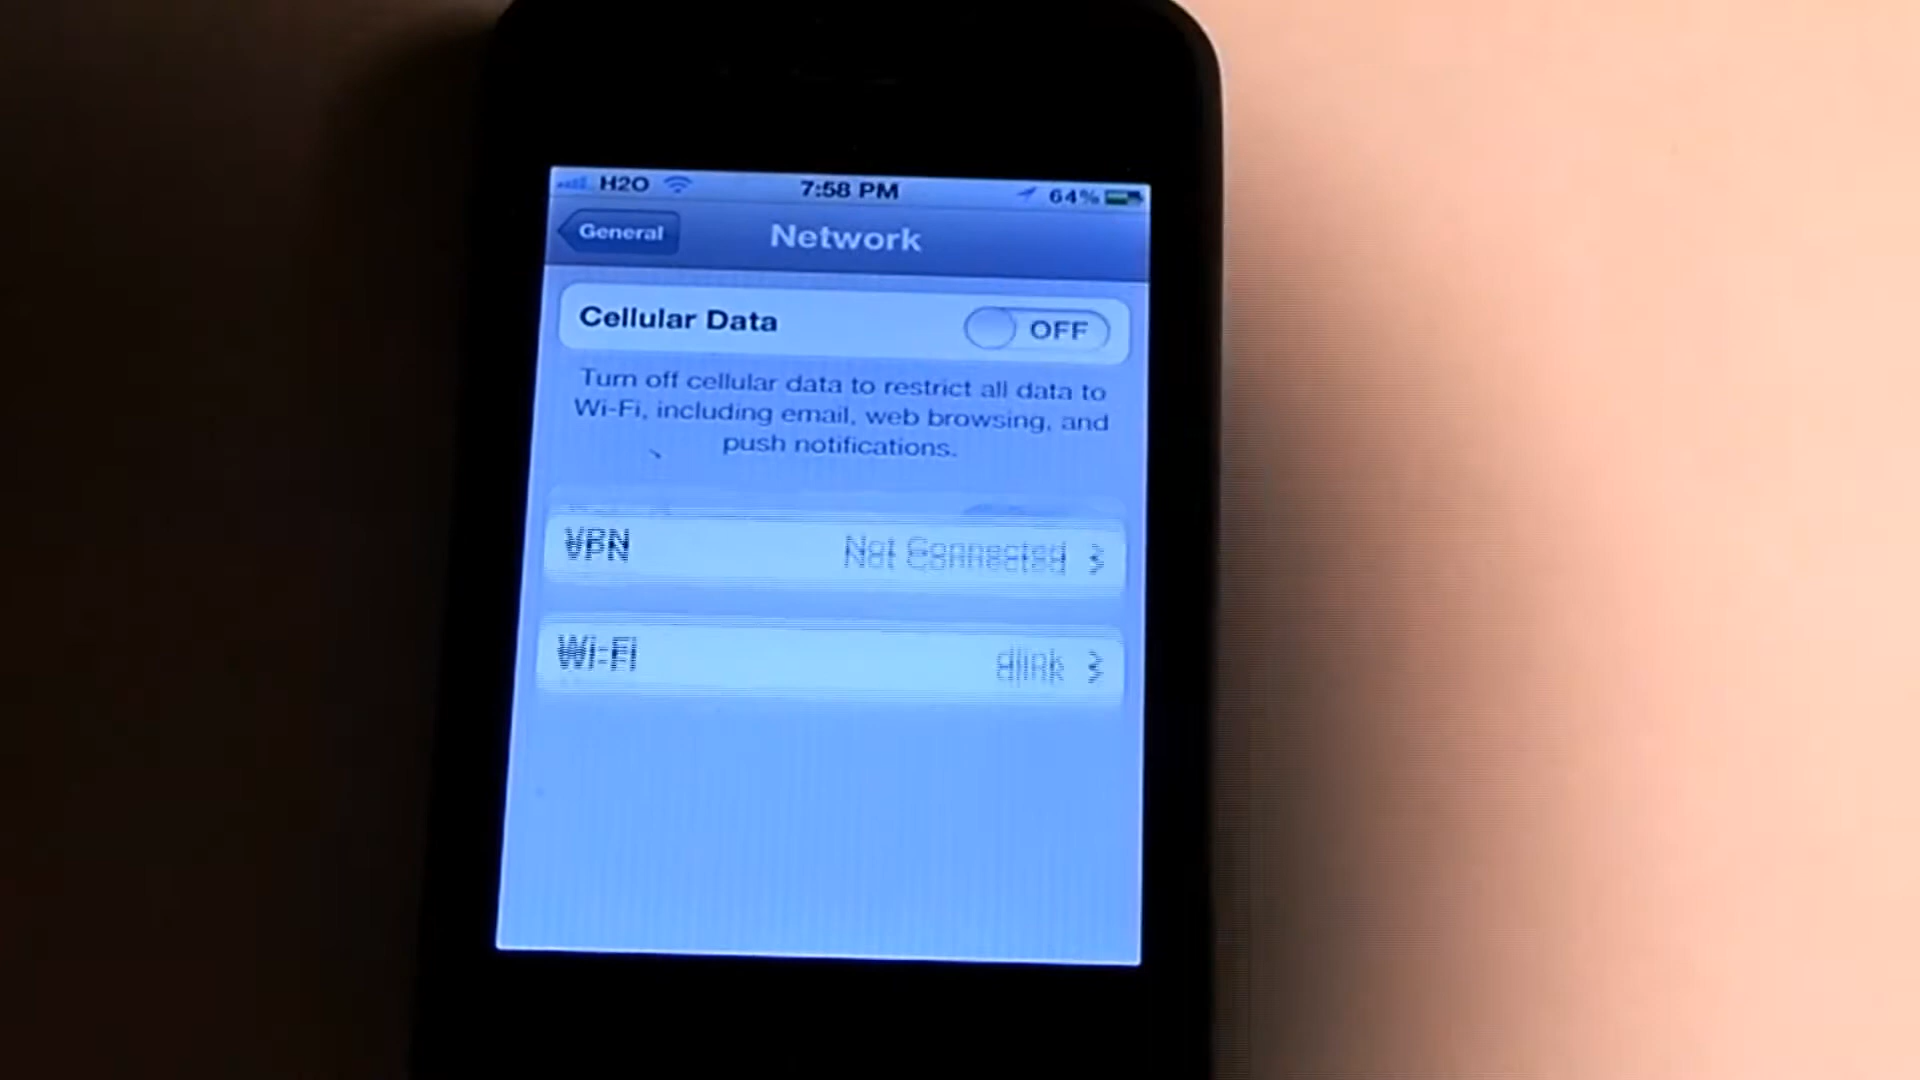 H2O 7:58 PM 64%
General Network
Cellular Data OFF
Turn off cellular data to restrict all data to
Wi-Fi, including email, web browsing, and
push notifications.
VPN Not Connected
Wi-Fi dlink